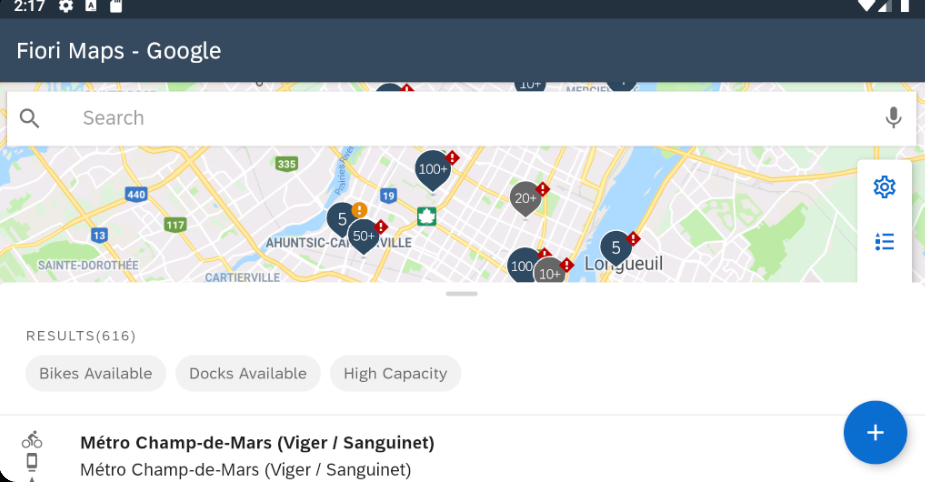 2:17
Fiori Maps - Google
10+
MERCIER
Search
335
100+
440
19
20+
117
5
13
50+
5
AHUNTSIC-CARTIERVILLE
SAINTE-DOROTHÉE
100
10+
Longueuil
CARTIERVILLE
RESULTS(616)
Bikes Available
Docks Available
High Capacity
Métro Champ-de-Mars (Viger / Sanguinet)
Métro Champ-de-Mars (Viger / Sanguinet)